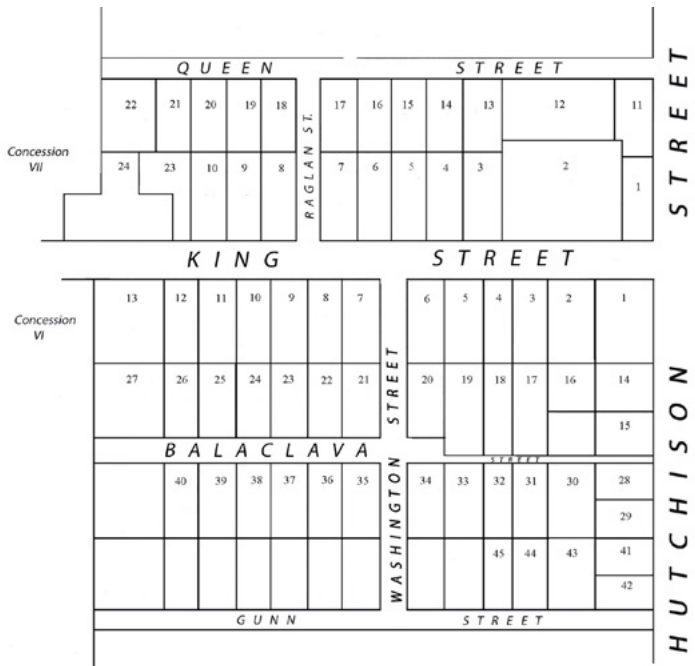 QUEEN STREET
22 21 20 19 18 17 16 15 14 13 12 11
Concession
VII
24 23 10 9 8 7 6 5 4 3 2 1
RAGLAN ST.
KING STREET
Concession
VI
13 12 11 10 9 8 7 6 5 4 3 2 1
27 26 25 24 23 22 21 20 19 18 17 16 14
15
BALACLAVA STREET
40 39 38 37 36 35 34 33 32 31 30 28
29
45 44 43 41
42
WASHINGTON STREET
GUNN STREET
HUTCHISON STREET